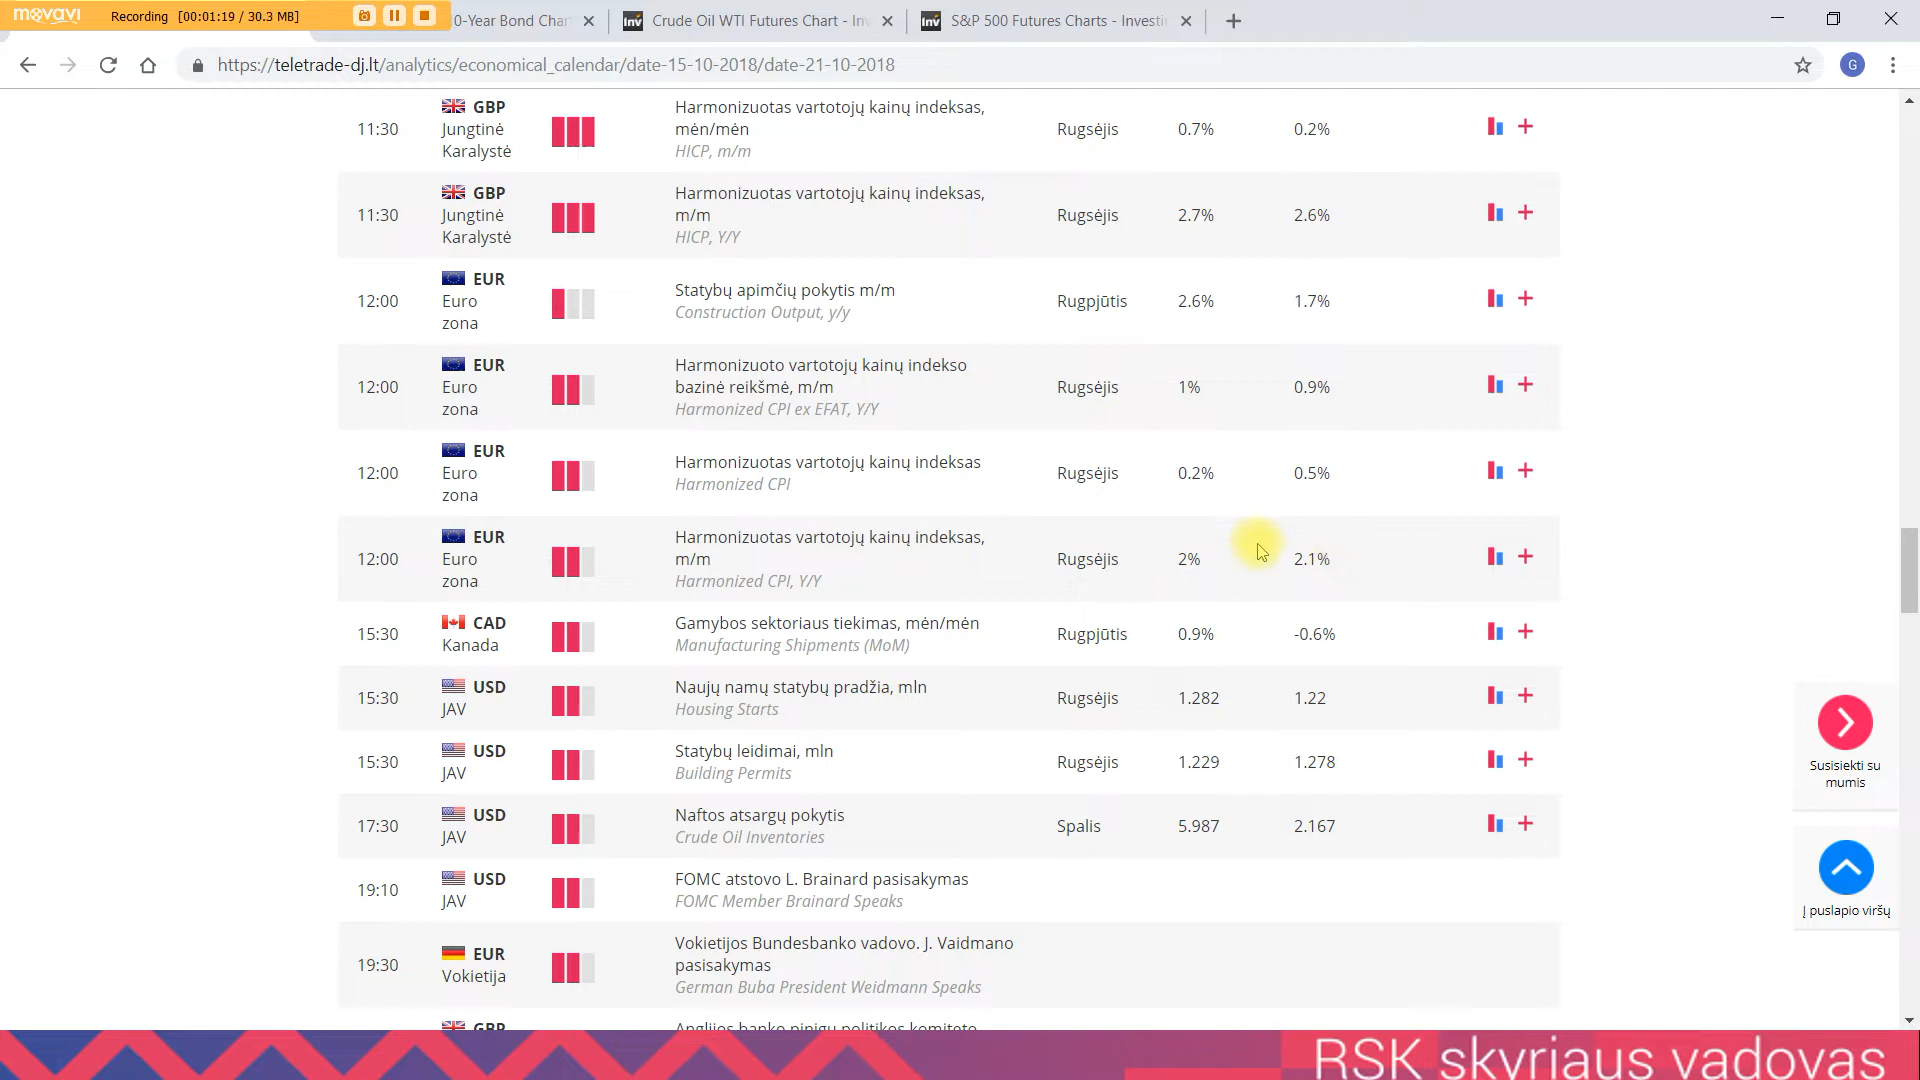 movavi
Recording [00:01:19 / 30.3 MB]
0-Year Bond Char
Inv Crude Oil WTI Futures Chart - Inv
Inv S&P 500 Futures Charts - Investi
https://teletrade-dj.lt/analytics/economical_calendar/date-15-10-2018/date-21-10-2018
G
11:30 GBP Jungtinė Karalystė Harmonizuotas vartotojų kainų indeksas, mėn/mėn Rugsėjis 0.7% 0.2%
HICP, m/m
11:30 GBP Jungtinė Karalystė Harmonizuotas vartotojų kainų indeksas, m/m Rugsėjis 2.7% 2.6%
HICP, Y/Y
12:00 EUR Euro zona Statybų apimčių pokytis m/m Rugpjūtis 2.6% 1.7%
Construction Output, y/y
12:00 EUR Euro zona Harmonizuoto vartotojų kainų indekso bazinė reikšmė, m/m Rugsėjis 1% 0.9%
Harmonized CPI ex EFAT, Y/Y
12:00 EUR Euro zona Harmonizuotas vartotojų kainų indeksas Rugsėjis 0.2% 0.5%
Harmonized CPI
12:00 EUR Euro zona Harmonizuotas vartotojų kainų indeksas, m/m Rugsėjis 2% 2.1%
Harmonized CPI, Y/Y
15:30 CAD Kanada Gamybos sektoriaus tiekimas, mėn/mėn Rugpjūtis 0.9% -0.6%
Manufacturing Shipments (MoM)
15:30 USD JAV Naujų namų statybų pradžia, mln Rugsėjis 1.282 1.22
Housing Starts
15:30 USD JAV Statybų leidimai, mln Rugsėjis 1.229 1.278
Building Permits
17:30 USD JAV Naftos atsargų pokytis Spalis 5.987 2.167
Crude Oil Inventories
19:10 USD JAV FOMC atstovo L. Brainard pasisakymas
FOMC Member Brainard Speaks
19:30 EUR Vokietija Vokietijos Bundesbanko vadovo. J. Vaidmano pasisakymas
German Buba President Weidmann Speaks
GBP Anglijos banko pinigų politikos komiteto
Susisiekti su
mumis
Į puslapio viršų
RSK skyriaus vadovas